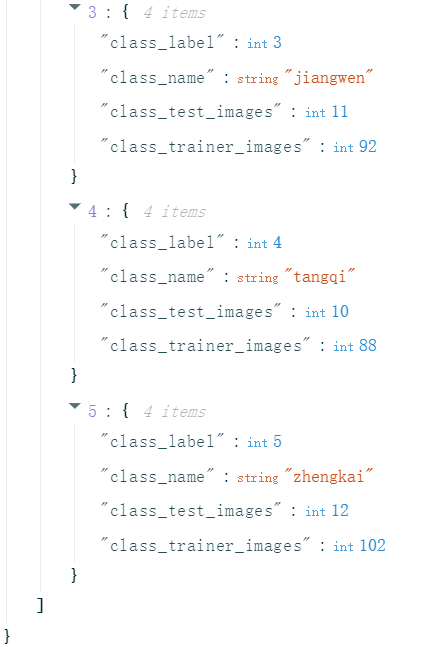 3 : { 4 items
"class_label" : int 3
"class_name" : string "jiangwen"
"class_test_images" : int 11
"class_trainer_images" : int 92
}
4 : { 4 items
"class_label" : int 4
"class_name" : string "tangqi"
"class_test_images" : int 10
"class_trainer_images" : int 88
}
5 : { 4 items
"class_label" : int 5
"class_name" : string "zhengkai"
"class_test_images" : int 12
"class_trainer_images" : int 102
}
]
}